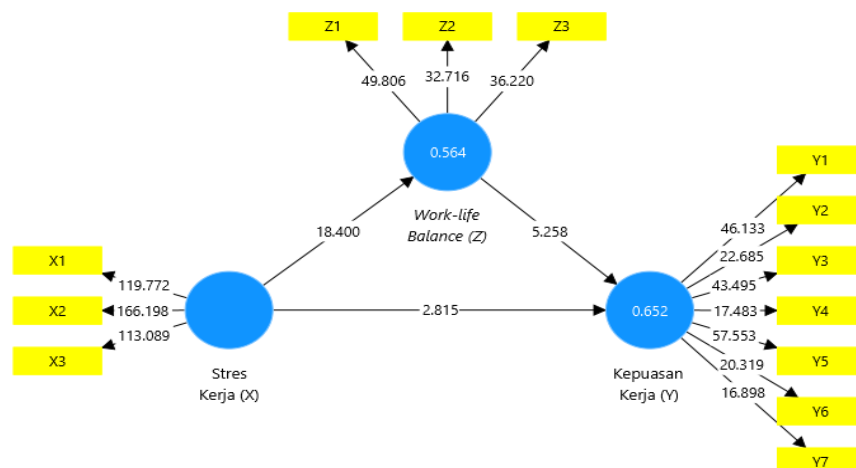 Z1
Z2
Z3
49.806
32.716
36.220
0.564
Work-life
Balance (Z)
18.400
5.258
X1
X2
X3
119.772
166.198
113.089
Stres
Kerja (X)
2.815
0.652
Kepuasan
Kerja (Y)
46.133
22.685
43.495
17.483
57.553
20.319
16.898
Y1
Y2
Y3
Y4
Y5
Y6
Y7